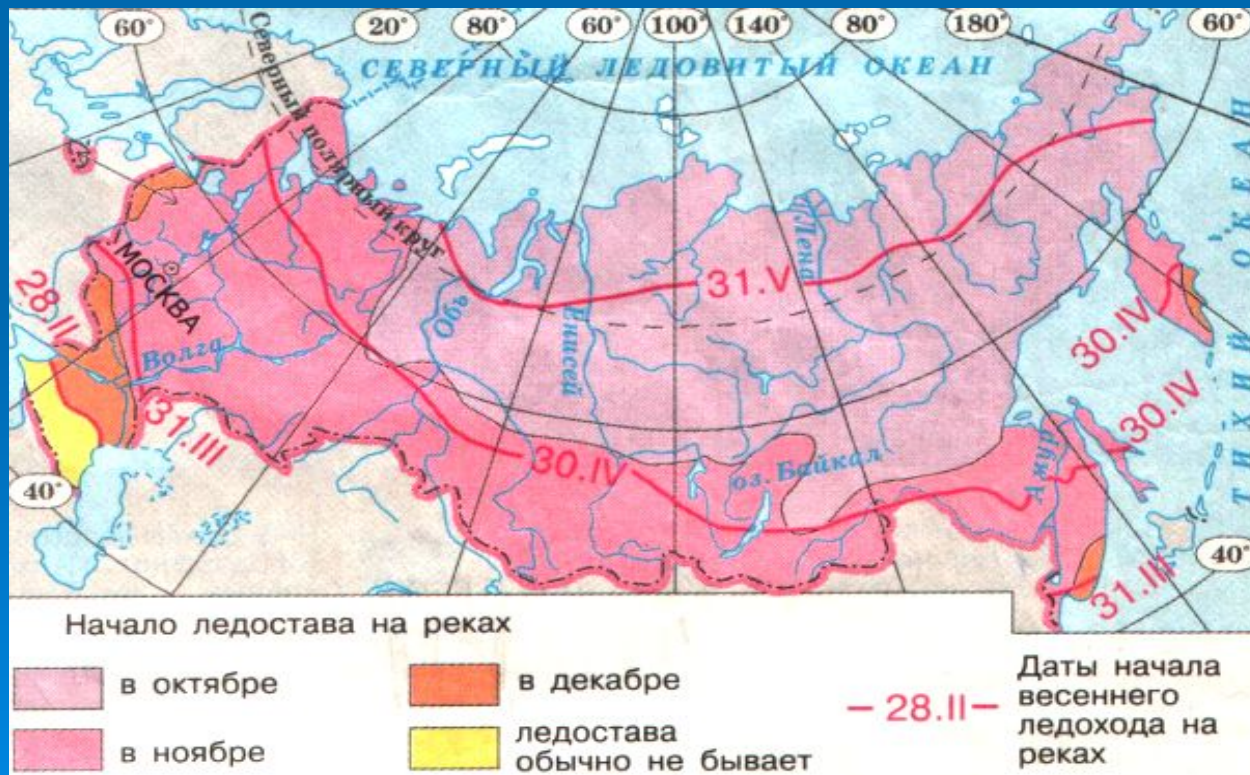 60° 20° 60° 100° 140° 80° 180° 60°
СЕВЕРНЫЙ ЛЕДОВИТЫЙ ОКЕАН
Северный полярный круг
ТИХИЙ ОКЕАН
МОСКВА
Волга
Обь
Енисей
Лена
оз. Байкал
Амур
28.II
31.III
30.IV
31.V
30.IV
30.IV
31.III
40°
40°
Начало ледостава на реках
в октябре
в ноябре
в декабре
ледостава
обычно не бывает
28.II
Даты начала
весеннего
ледохода на
реках